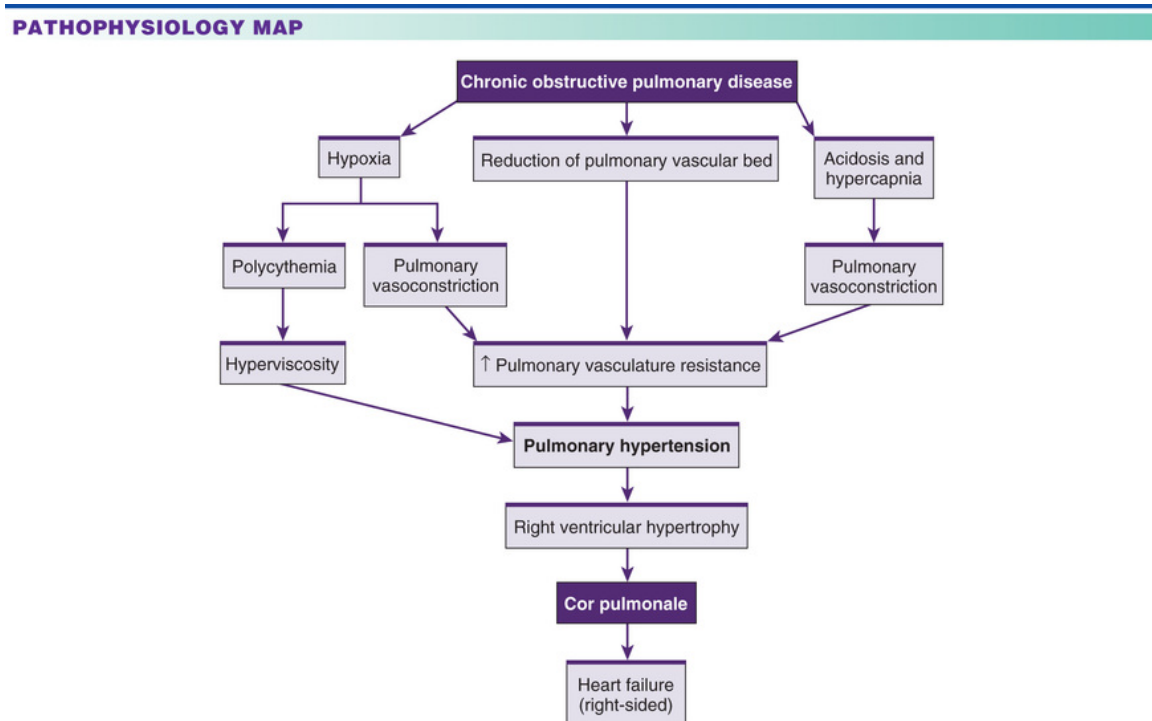 PATHOPHYSIOLOGY MAP
Chronic obstructive pulmonary disease
Hypoxia
Reduction of pulmonary vascular bed
Acidosis and
hypercapnia
Polycythemia
Pulmonary
vasoconstriction
Pulmonary
vasoconstriction
Hyperviscosity
↑ Pulmonary vasculature resistance
Pulmonary hypertension
Right ventricular hypertrophy
Cor pulmonale
Heart failure
(right-sided)